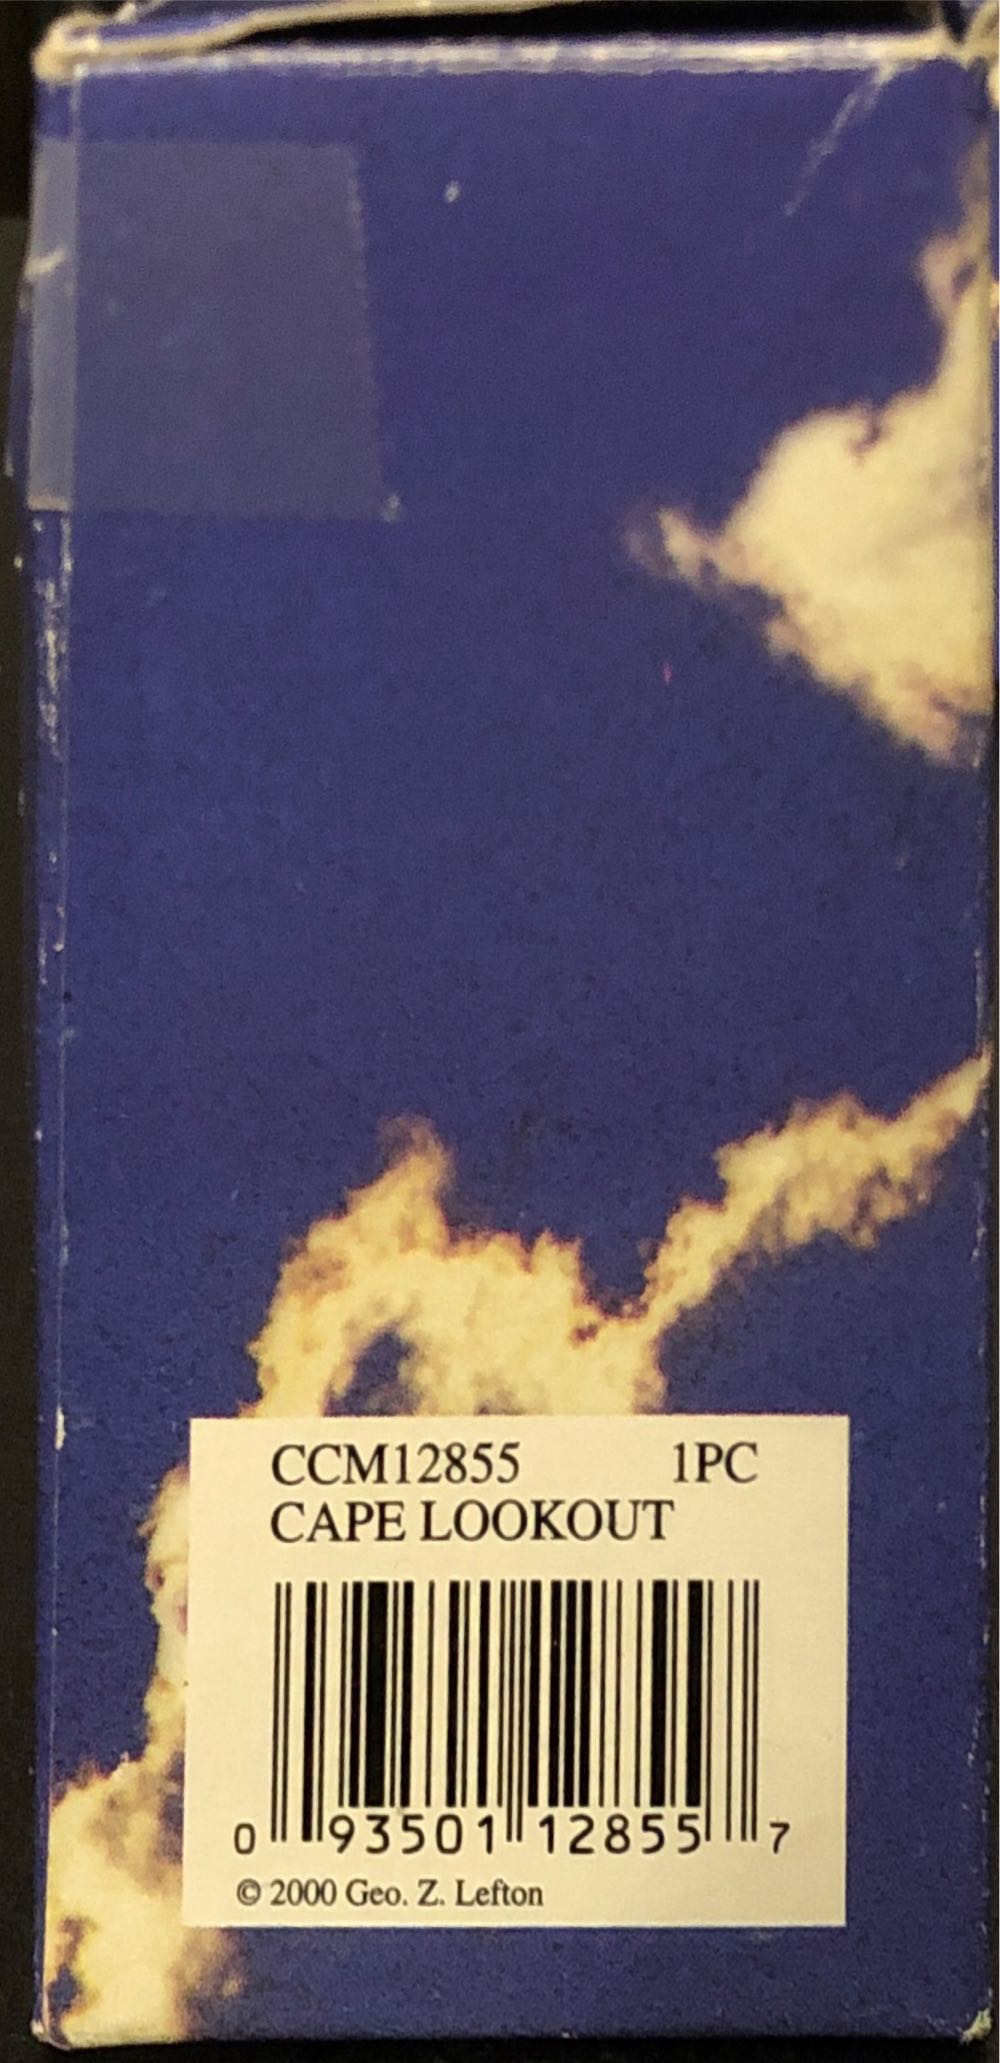 CCM12855 1PC
CAPE LOOKOUT
0 93501 12855 7
© 2000 Geo. Z. Lefton